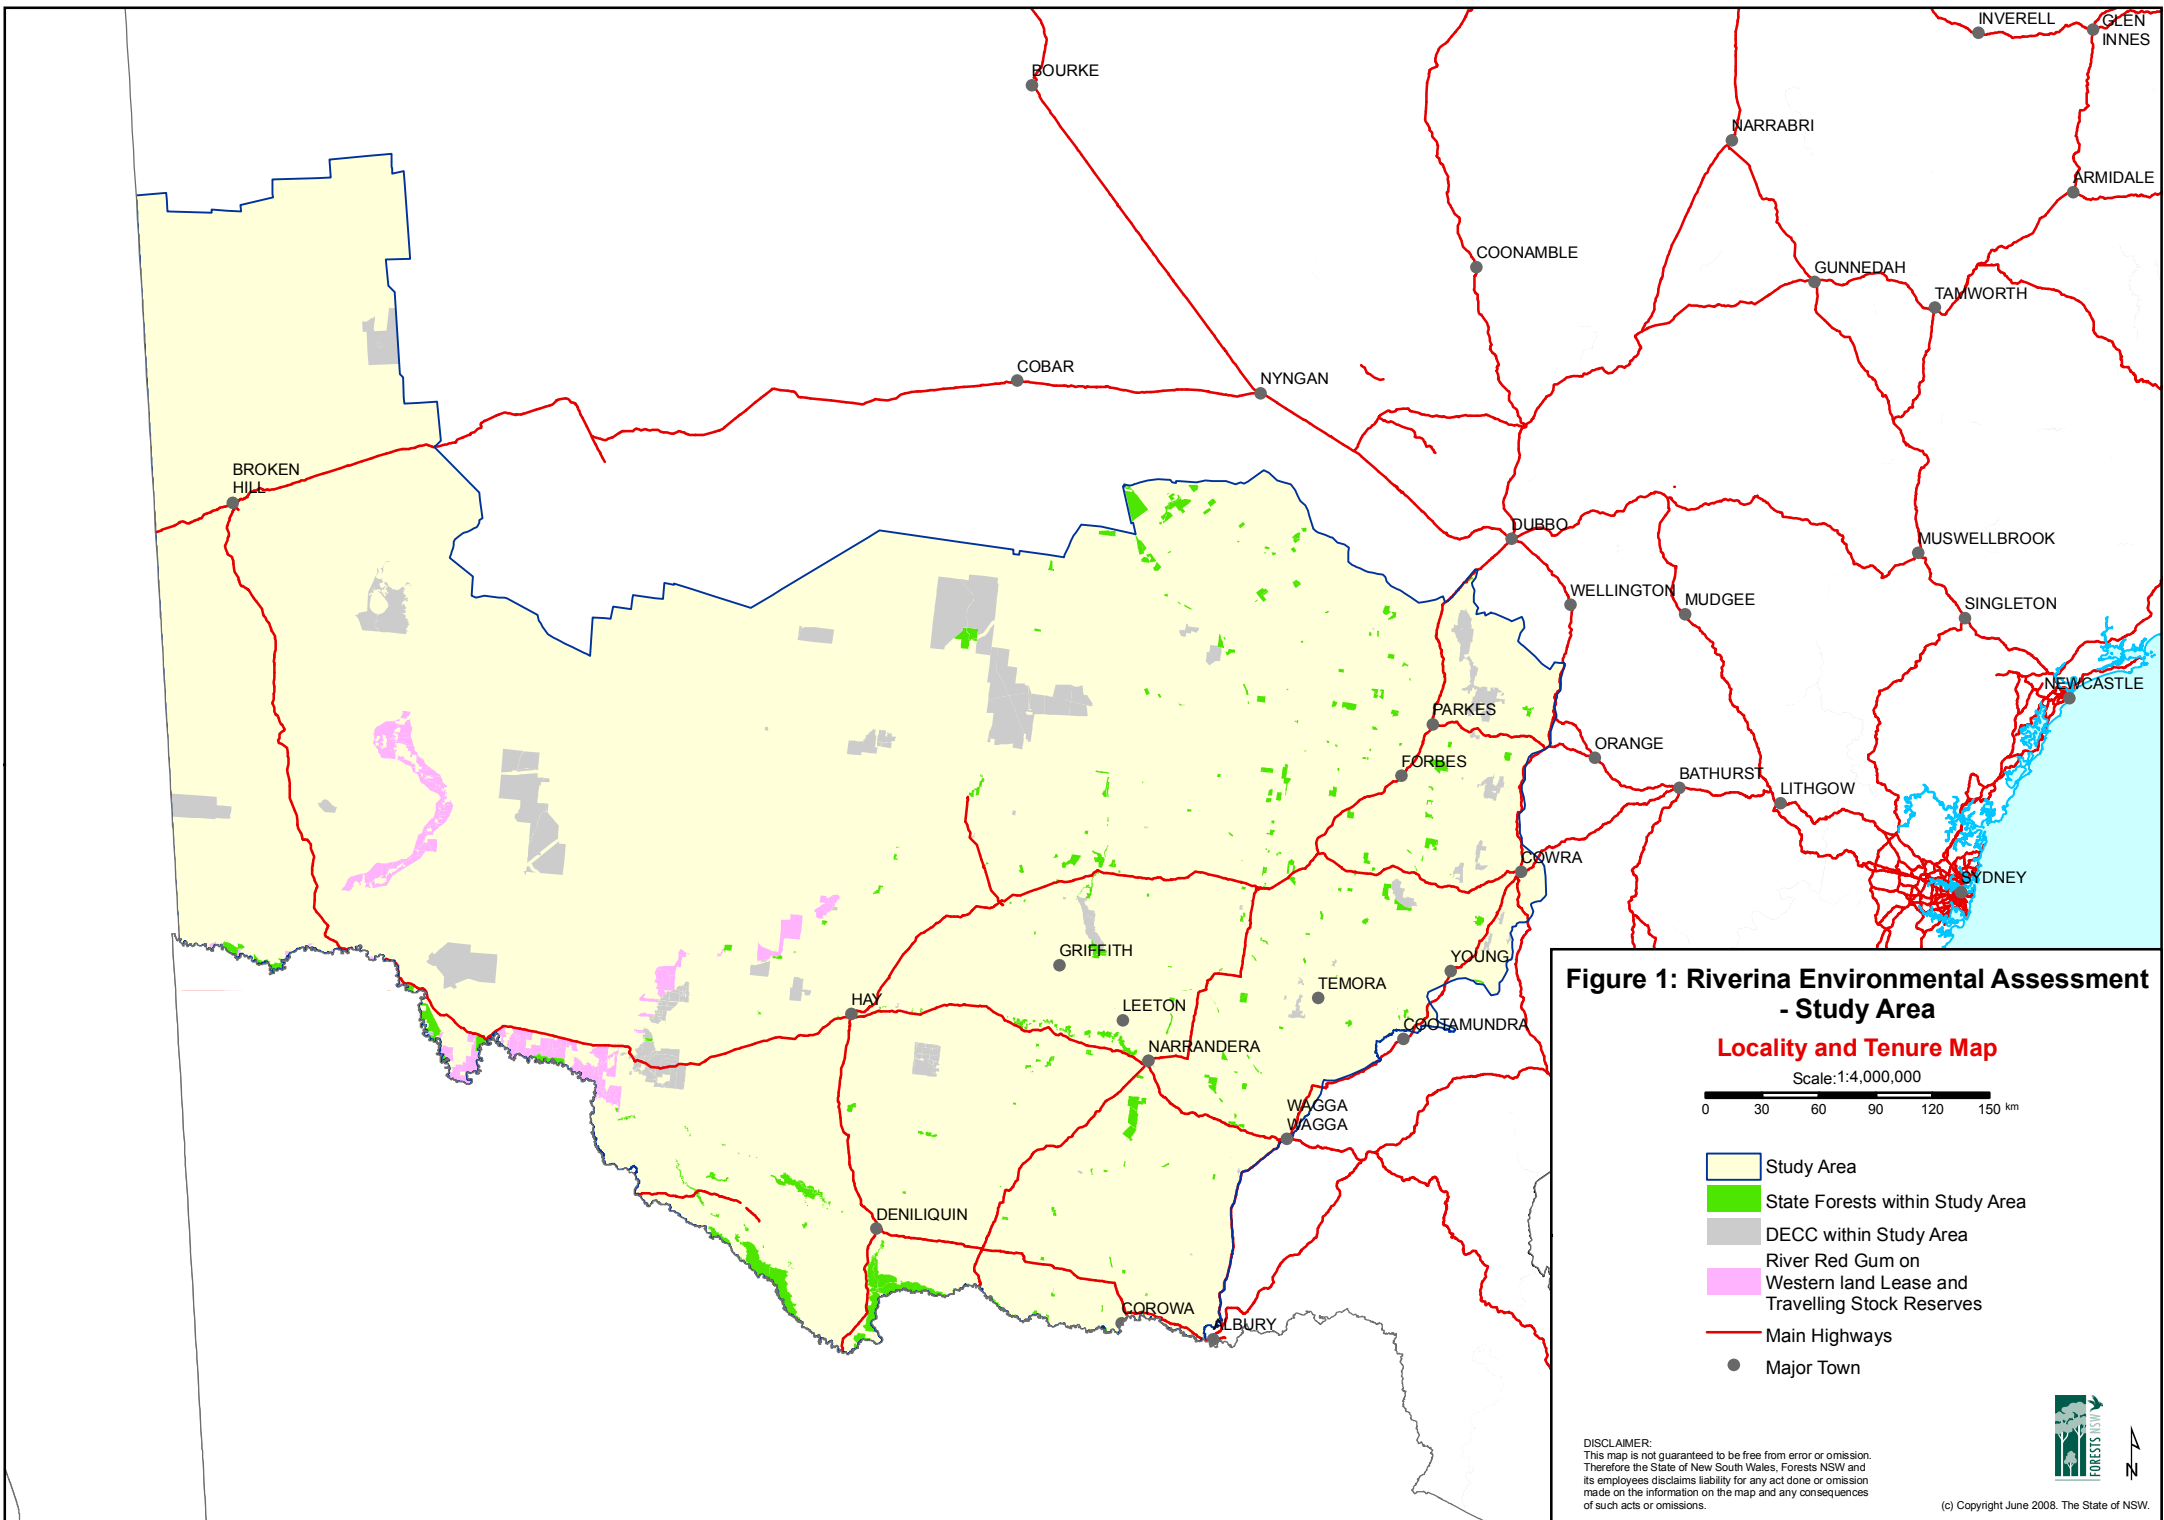 INVERELL
GLEN
INNES
BOURKE
NARRABRI
ARMIDALE
COONAMBLE
GUNNEDAH
TAMWORTH
COBAR
NYNGAN
BROKEN
HILL
DUBBO
MUSWELLBROOK
WELLINGTON
MUDGEE
SINGLETON
NEWCASTLE
PARKES
ORANGE
FORBES
BATHURST
LITHGOW
COWRA
SYDNEY
GRIFFITH
YOUNG
TEMORA
HAY
LEETON
COOTAMUNDRA
NARRANDERA
WAGGA
WAGGA
DENILIQUIN
COROWA
ALBURY
Figure 1: Riverina Environmental Assessment
- Study Area
Locality and Tenure Map
Scale:1:4,000,000
0 30 60 90 120 150 km
Study Area
State Forests within Study Area
DECC within Study Area
River Red Gum on
Western land Lease and
Travelling Stock Reserves
Main Highways
Major Town
DISCLAIMER:
This map is not guaranteed to be free from error or omission.
Therefore the State of New South Wales, Forests NSW and
its employees disclaims liability for any act done or omission
made on the information on the map and any consequences
of such acts or omissions.
FORESTS NSW
N
(c) Copyright June 2008. The State of NSW.